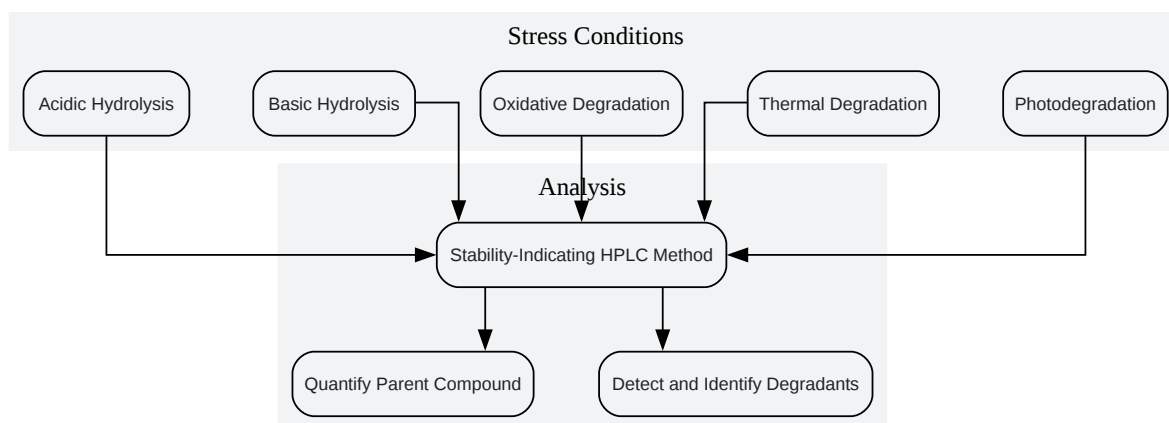 Stress Conditions
Acidic Hydrolysis
Basic Hydrolysis
Oxidative Degradation
Thermal Degradation
Photodegradation
Analysis
Stability-Indicating HPLC Method
Quantify Parent Compound
Detect and Identify Degradants